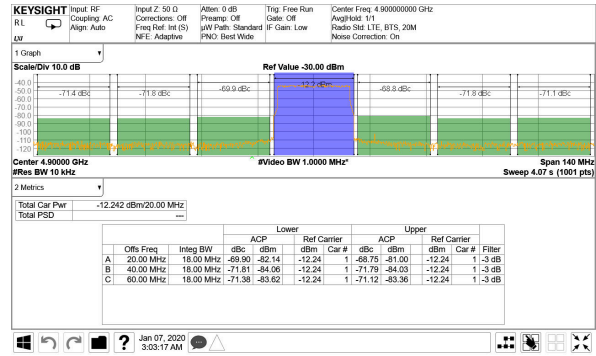 KEYSIGHT Input: RF Input Z: 50 Ω Atten: 0 dB Trig: Free Run Center Freq: 4.900000000 GHz
R L Coupling: AC Corrections: Off Preamp: Off Gate: Off Avg|Hold: 1/1
Align: Auto Freq Ref: Int (S) µW Path: Standard IF Gain: Low Radio Std: LTE, BTS, 20M
LXI NFE: Adaptive PNO: Best Wide Noise Correction: On
1 Graph
Scale/Div 10.0 dB Ref Value -30.00 dBm
-40.0
-50.0
-60.0
-70.0
-80.0
-90.0
-100
-110
-120
-71.4 dBc -71.8 dBc -69.9 dBc -12.2 dBm -68.8 dBc -71.8 dBc -71.1 dBc
Center 4.90000 GHz #Video BW 1.0000 MHz* Span 140 MHz
#Res BW 10 kHz Sweep 4.07 s (1001 pts)
2 Metrics
Total Car Pwr -12.242 dBm/20.00 MHz
Total PSD ---
Lower Upper
ACP Ref Carrier ACP Ref Carrier
Offs Freq Integ BW dBc dBm dBm Car # dBc dBm dBm Car # Filter
A 20.00 MHz 18.00 MHz -69.90 -82.14 -12.24 1 -68.75 -81.00 -12.24 1 -3 dB
B 40.00 MHz 18.00 MHz -71.81 -84.06 -12.24 1 -71.79 -84.03 -12.24 1 -3 dB
C 60.00 MHz 18.00 MHz -71.38 -83.62 -12.24 1 -71.12 -83.36 -12.24 1 -3 dB
? Jan 07, 2020
3:03:17 AM